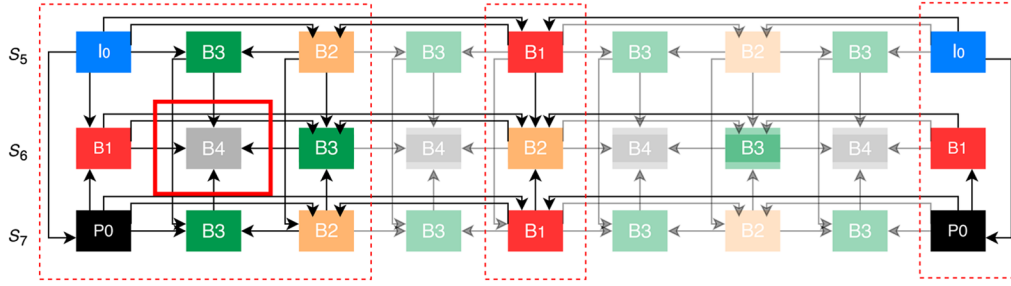 S5 I0 B3 B2 B3 B1 B3 B2 B3 I0
S6 B1 B4 B3 B4 B2 B4 B3 B4 B1
S7 P0 B3 B2 B3 B1 B3 B2 B3 P0